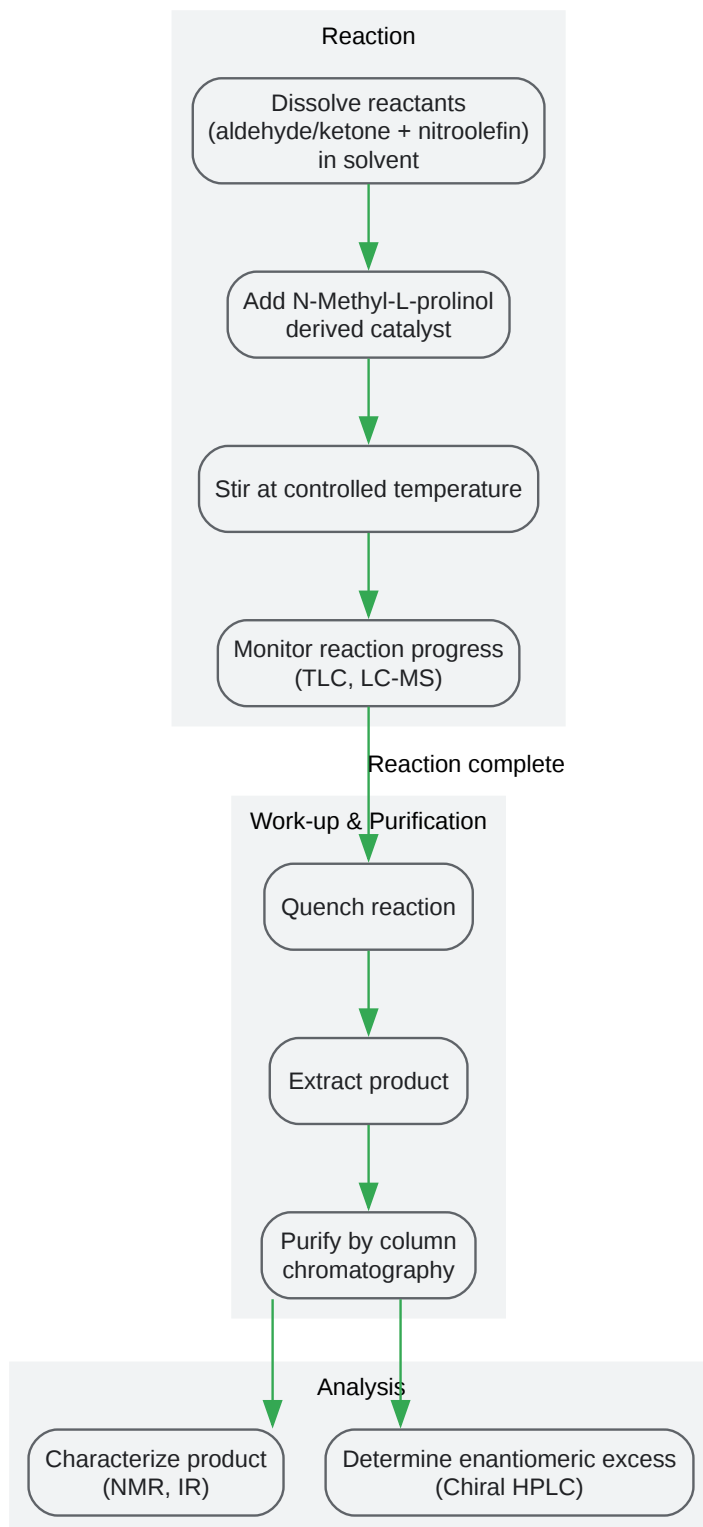 Reaction
Dissolve reactants
(aldehyde/ketone + nitroolefin)
in solvent
Add N-Methyl-L-prolinol
derived catalyst
Stir at controlled temperature
Monitor reaction progress
(TLC, LC-MS)
Reaction complete
Work-up & Purification
Quench reaction
Extract product
Purify by column
chromatography
Analysis
Characterize product
(NMR, IR)
Determine enantiomeric excess
(Chiral HPLC)